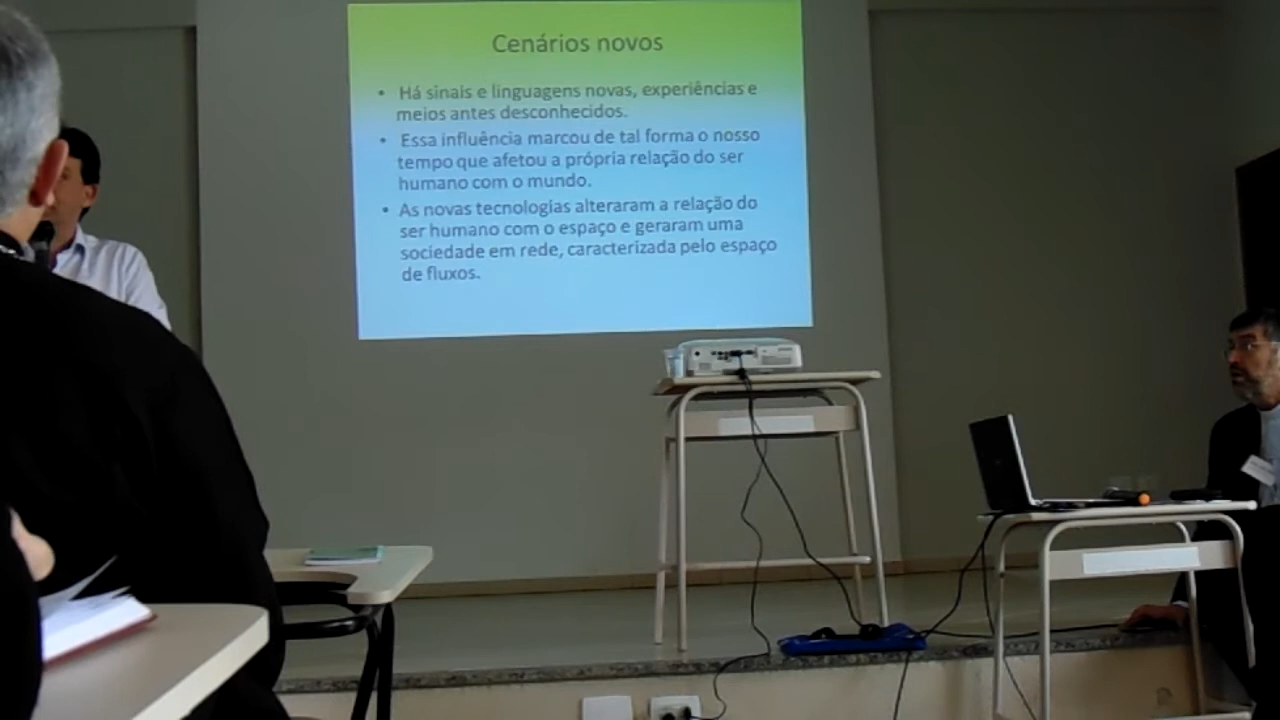 Cenários novos
• Há sinais e linguagens novas, experiências e
meios antes desconhecidos.
• Essa influência marcou de tal forma o nosso
tempo que afetou a própria relação do ser
humano com o mundo.
• As novas tecnologias alteraram a relação do
ser humano com o espaço e geraram uma
sociedade em rede, caracterizada pelo espaço
de fluxos.